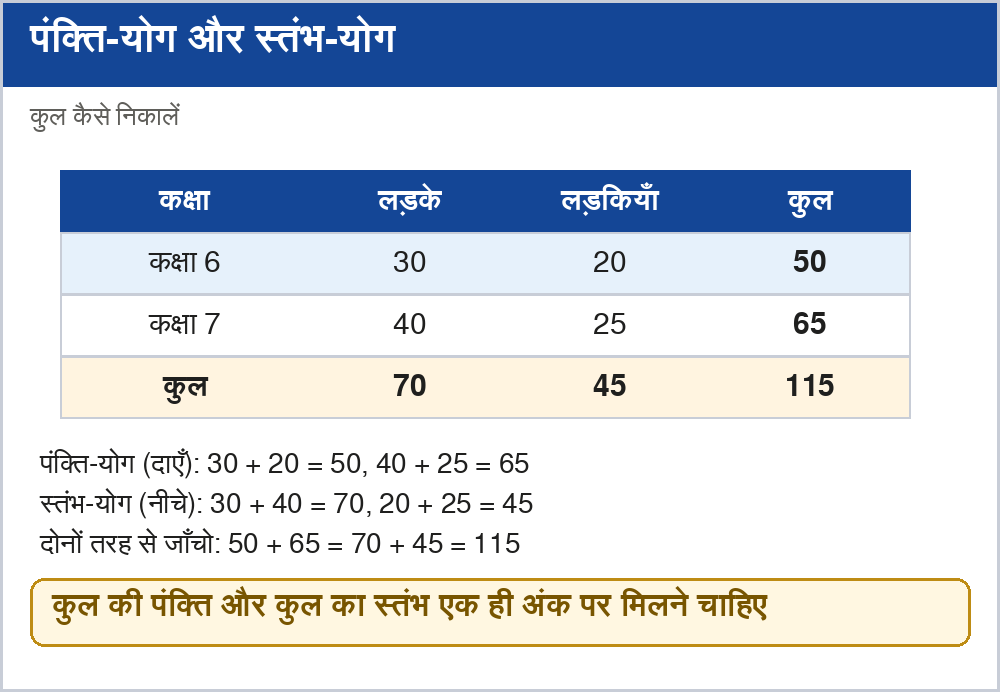 पंक्ति-योग और स्तंभ-योग
कुल कैसे निकालें
कक्षा लड़के लड़कियाँ कुल
कक्षा 6 30 20 50
कक्षा 7 40 25 65
कुल 70 45 115
पंक्ति-योग (दाएँ): 30 + 20 = 50, 40 + 25 = 65
स्तंभ-योग (नीचे): 30 + 40 = 70, 20 + 25 = 45
दोनों तरह से जाँचो: 50 + 65 = 70 + 45 = 115
कुल की पंक्ति और कुल का स्तंभ एक ही अंक पर मिलने चाहिए